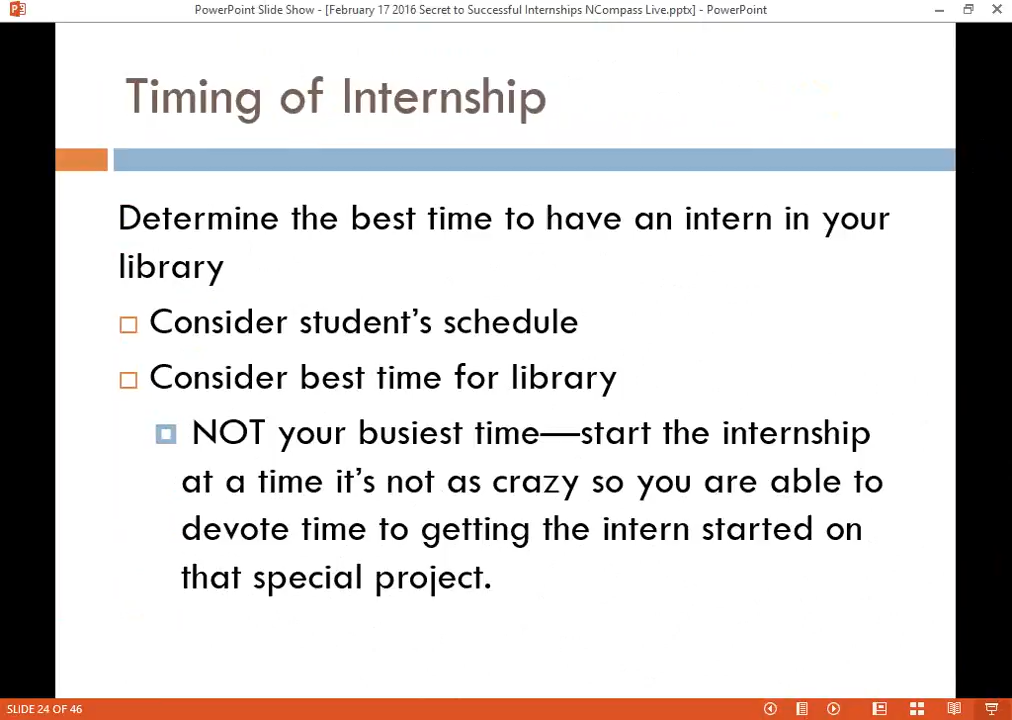 PowerPoint Slide Show - [February 17 2016 Secret to Successful Internships NCompass Live.pptx] - PowerPoint
Timing of Internship
Determine the best time to have an intern in your
library
Consider student’s schedule
Consider best time for library
NOT your busiest time—start the internship
at a time it’s not as crazy so you are able to
devote time to getting the intern started on
that special project.
SLIDE 24 OF 46